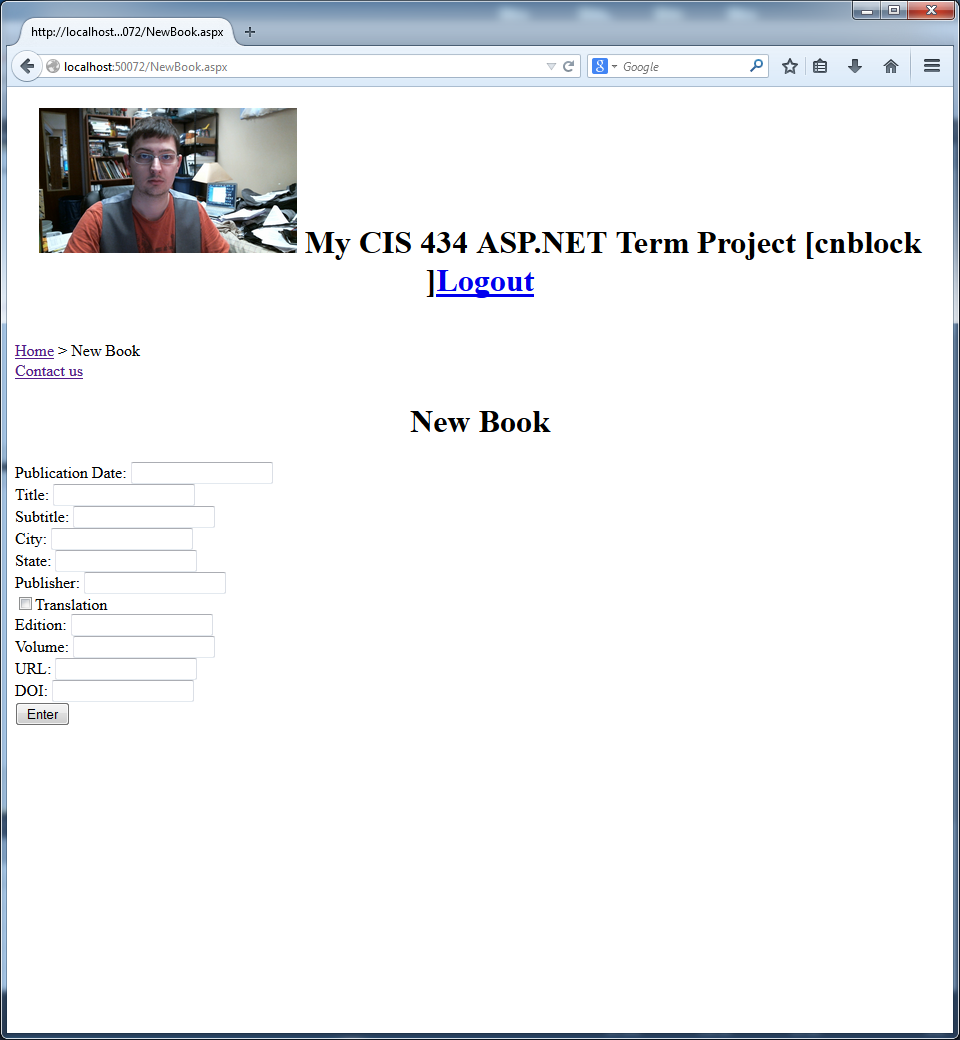 http://localhost...072/NewBook.aspx
localhost:50072/NewBook.aspx
8 Google
My CIS 434 ASP.NET Term Project [cnblock
]Logout
Home > New Book
Contact us
New Book
Publication Date:
Title:
Subtitle:
City:
State:
Publisher:
Translation
Edition:
Volume:
URL:
DOI:
Enter